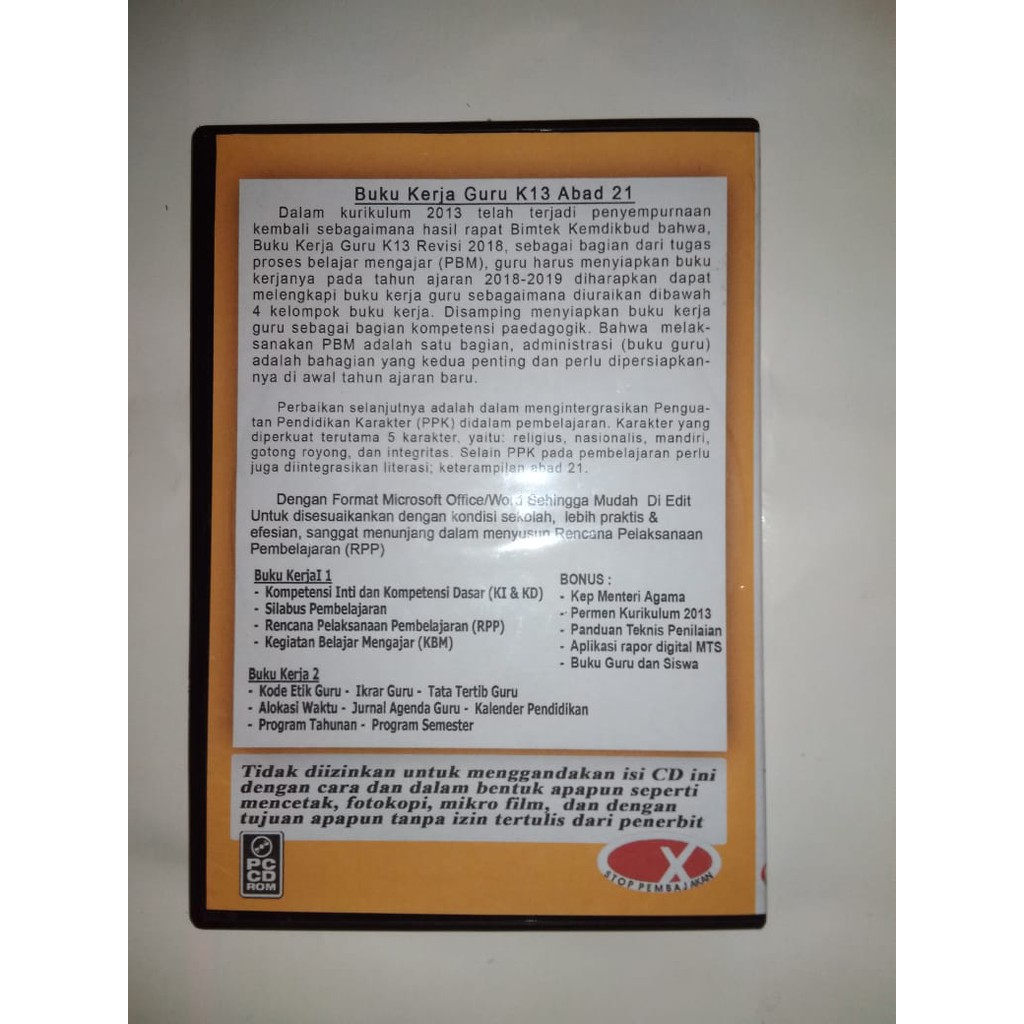 Buku Kerja Guru K13 Abad 21
Dalam kurikulum 2013 telah terjadi penyempurnaan
kembali sebagaimana hasil rapat Bimtek Kemdikbud bahwa,
Buku Kerja Guru K13 Revisi 2018, sebagai bagian dari tugas
proses belajar mengajar (PBM), guru harus menyiapkan buku
kerjanya pada tahun ajaran 2018-2019 diharapkan dapat
melengkapi buku kerja guru sebagaimana diuraikan dibawah
4 kelompok buku kerja. Disamping menyiapkan buku kerja
guru sebagai bagian kompetensi paedagogik. Bahwa melak-
sanakan PBM adalah satu bagian, administrasi (buku guru)
adalah bahagian yang kedua penting dan perlu dipersiapkan-
nya di awal tahun ajaran baru.
Perbaikan selanjutnya adalah dalam mengintergrasikan Pengua-
tan Pendidikan Karakter (PPK) didalam pembelajaran. Karakter yang
diperkuat terutama 5 karakter, yaitu: religius, nasionalis, mandiri,
gotong royong, dan integritas. Selain PPK pada pembelajaran perlu
juga diintegrasikan literasi; keterampilan abad 21.
Dengan Format Microsoft Office/Word Sehingga Mudah Di Edit
Untuk disesuaikankan dengan kondisi sekolah, lebih praktis &
efesian, sanggat menunjang dalam menyusun Rencana Pelaksanaan
Pembelajaran (RPP)
Buku KerjaI 1
- Kompetensi Inti dan Kompetensi Dasar (KI & KD)
- Silabus Pembelajaran
- Rencana Pelaksanaan Pembelajaran (RPP)
- Kegiatan Belajar Mengajar (KBM)
BONUS :
- Kep Menteri Agama
- Permen Kurikulum 2013
- Panduan Teknis Penilaian
- Aplikasi rapor digital MTS
- Buku Guru dan Siswa
Buku Kerja 2
- Kode Etik Guru - Ikrar Guru - Tata Tertib Guru
- Alokasi Waktu - Jurnal Agenda Guru - Kalender Pendidikan
- Program Tahunan - Program Semester
Tidak diizinkan untuk menggandakan isi CD ini
dengan cara dan dalam bentuk apapun seperti
mencetak, fotokopi, mikro film, dan dengan
tujuan apapun tanpa izin tertulis dari penerbit
PC
CD
ROM
X
STOP PEMBAJAKAN